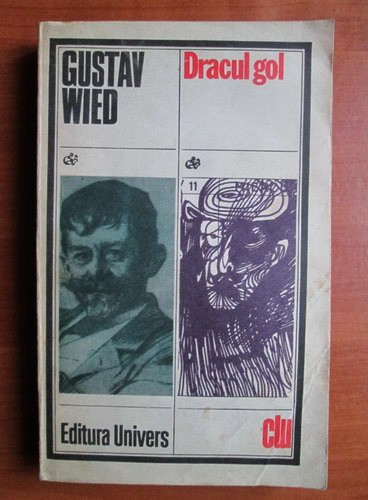 GUSTAV
WIED
Dracul gol
11
Editura Univers
clu